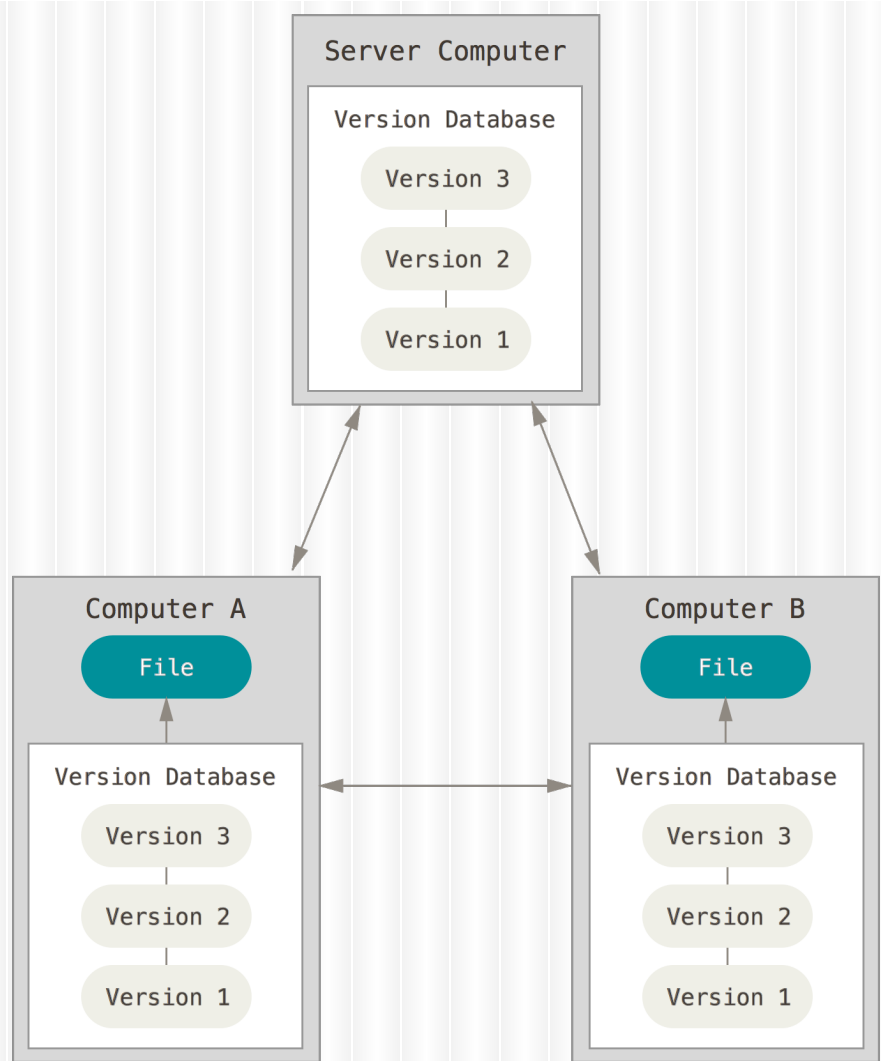 Server Computer
Version Database
Version 3
Version 2
Version 1
Computer A
File
Version Database
Version 3
Version 2
Version 1
Computer B
File
Version Database
Version 3
Version 2
Version 1